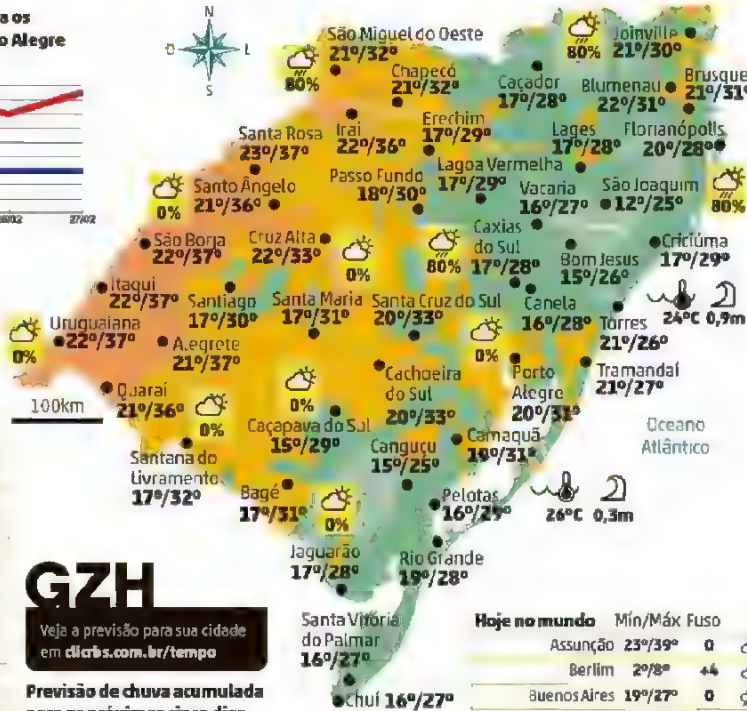 a os
o Alegre
26/02 27/02
N
O L
S
80%
São Miguel do Oeste
21º/32º
Chapecó
21º/32º
80%
Joinville
21º/30º
Caçador
17º/28º
Blumenau
22º/31º
Brusque
21º/31º
Santa Rosa
23º/37º
Iraí
22º/36º
Erechim
17º/29º
Lages
17º/28º
Florianópolis
20º/28º
0%
Santo Ângelo
21º/36º
Passo Fundo
18º/30º
Lagoa Vermelha
17º/29º
Vacaria
16º/27º
São Joaquim
12º/25º
80%
São Borja
22º/37º
Cruz Alta
22º/33º
0%
80%
Caxias
do Sul
17º/28º
Bom Jesus
15º/26º
Criciúma
17º/29º
Itaqui
22º/37º
Santiago
17º/30º
Santa Maria
17º/31º
Santa Cruz do Sul
20º/33º
Canela
16º/28º
Torres
21º/26º
24ºC 0,9m
0%
Uruguaiana
22º/37º
Alegrete
21º/37º
0%
Porto
Alegre
20º/31º
Tramandaí
21º/27º
Quaraí
21º/36º
100km
0%
0%
Cachoeira
do Sul
20º/33º
Oceano
Atlântico
Santana do
Livramento
17º/32º
Caçapava do Sul
15º/29º
Canguçu
15º/25º
Camaquã
19º/31º
Bagé
17º/31º
0%
Pelotas
16º/29º
26ºC 0,3m
Jaguarão
17º/28º
Rio Grande
19º/28º
GZH
Veja a previsão para sua cidade
em clicrbs.com.br/tempo
Santa Vitória
do Palmar
16º/27º
Chuí 16º/27º
Previsão de chuva acumulada
Hoje no mundo Mín/Máx Fuso
Assunção 23º/39º 0
Berlim 2º/8º +4
Buenos Aires 19º/27º 0